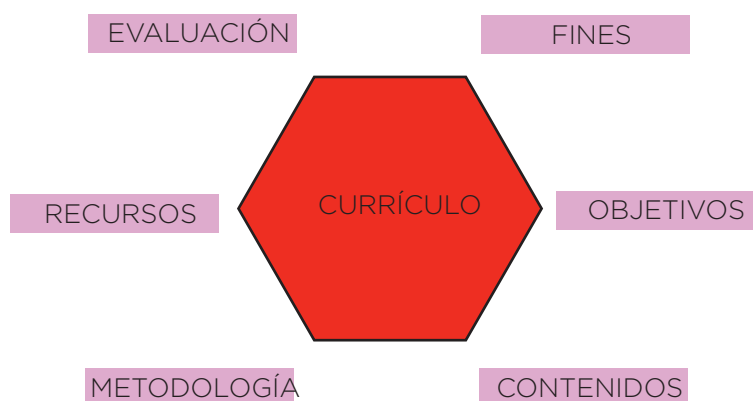 EVALUACIÓN
FINES
RECURSOS
CURRÍCULO
OBJETIVOS
METODOLOGÍA
CONTENIDOS